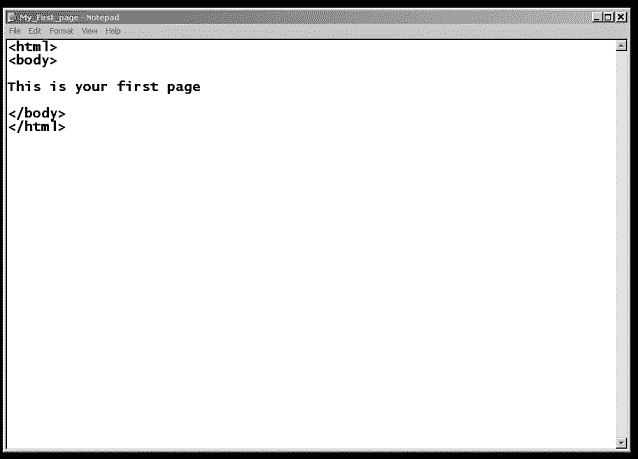 My_First_page - Notepad
File Edit Format View Help
<html>
<body>
This is your first page
</body>
</html>